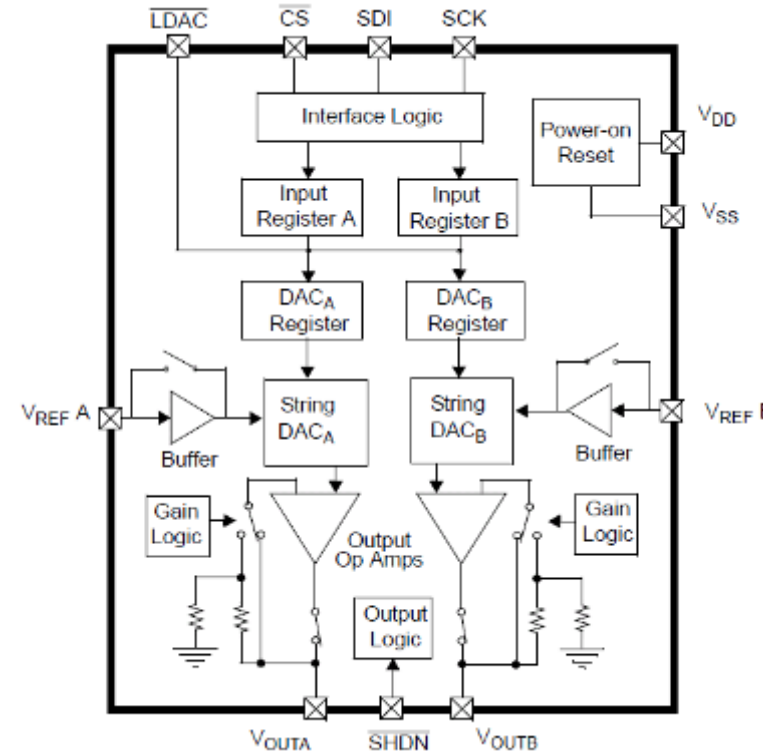 LDAC CS SDI SCK
Interface Logic
Power-on
Reset
VDD
VSS
Input
Register A
Input
Register B
DACA
Register
DACB
Register
VREF A
Buffer
String
DACA
String
DACB
Buffer
VREF
Gain
Logic
Output
Op Amps
Gain
Logic
Output
Logic
VOUTA
SHDN
VOUTB